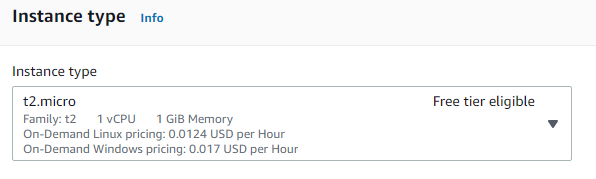 Instance type Info
Instance type
t2.micro Free tier eligible
Family: t2 1 vCPU 1 GiB Memory
On-Demand Linux pricing: 0.0124 USD per Hour
On-Demand Windows pricing: 0.017 USD per Hour